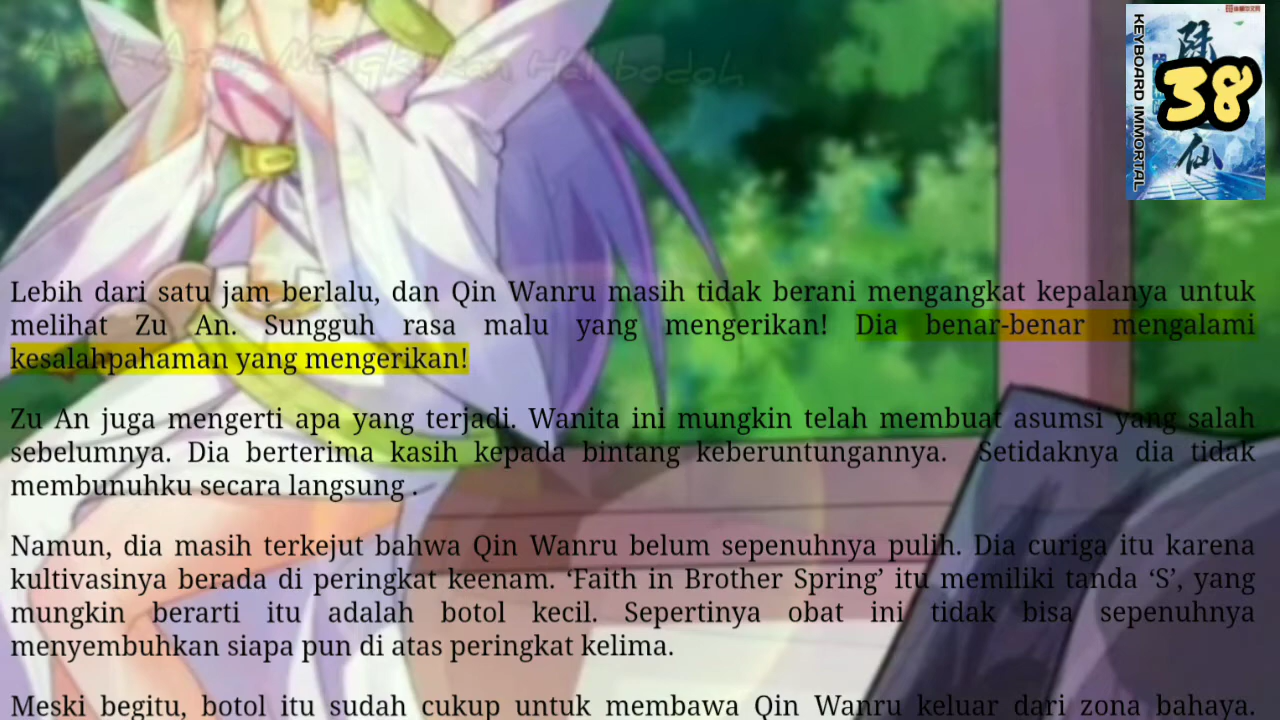 Anak Anak Mengkukan Hal bodoh
KEYBOARD IMMORTAL
38
仙
Lebih dari satu jam berlalu, dan Qin Wanru masih tidak berani mengangkat kepalanya untuk
melihat Zu An. Sungguh rasa malu yang mengerikan! Dia benar-benar mengalami
kesalahpahaman yang mengerikan!
Zu An juga mengerti apa yang terjadi. Wanita ini mungkin telah membuat asumsi yang salah
sebelumnya. Dia berterima kasih kepada bintang keberuntungannya. Setidaknya dia tidak
membunuhku secara langsung .
Namun, dia masih terkejut bahwa Qin Wanru belum sepenuhnya pulih. Dia curiga itu karena
kultivasinya berada di peringkat keenam. ‘Faith in Brother Spring’ itu memiliki tanda ‘S’, yang
mungkin berarti itu adalah botol kecil. Sepertinya obat ini tidak bisa sepenuhnya
menyembuhkan siapa pun di atas peringkat kelima.
Meski begitu, botol itu sudah cukup untuk membawa Qin Wanru keluar dari zona bahaya.